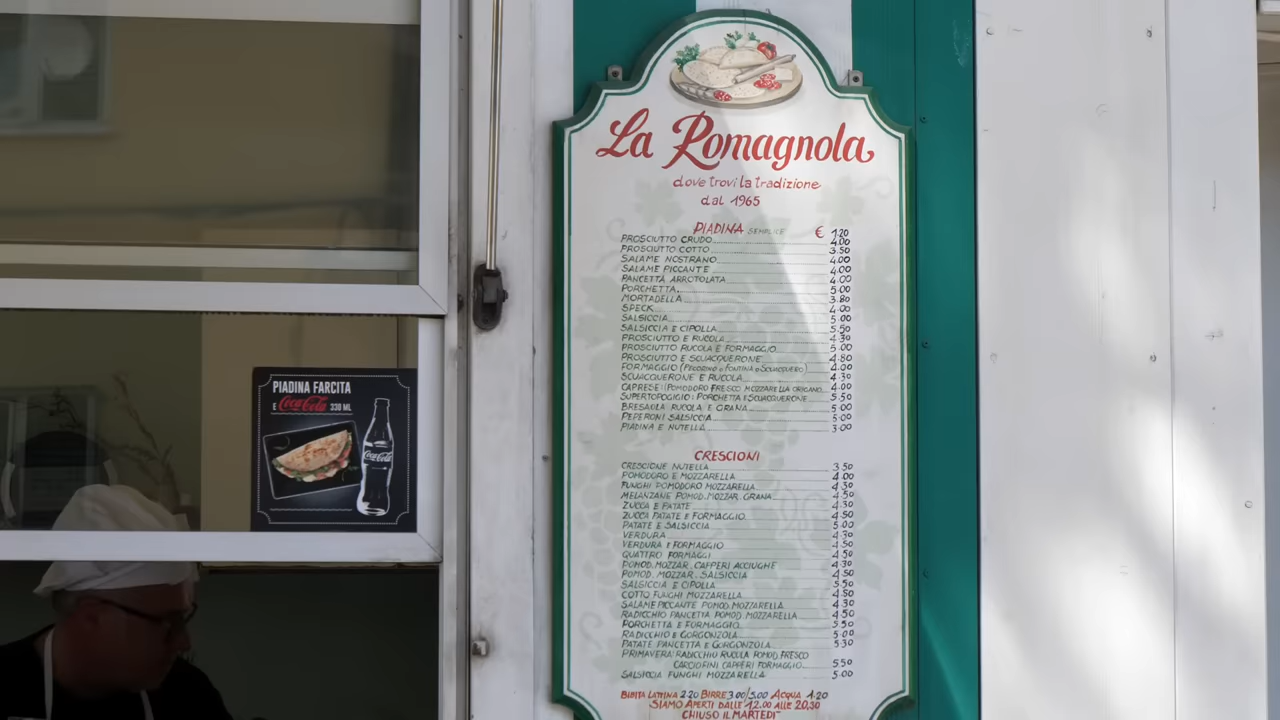 La Romagnola
dove trovi la tradizione
dal 1965
PIADINA SEMPLICE € 1.20
PROSCIUTTO CRUDO 4.00
PROSCIUTTO COTTO 3.50
SALAME NOSTRANO 4.00
SALAME PICCANTE 4.00
PANCETTA ARROTOLATA 4.00
PORCHETTA 5.00
MORTADELLA 3.80
SPECK 4.00
SALSICCIA 5.00
SALSICCIA E CIPOLLA 5.50
PROSCIUTTO E RUCOLA 4.30
PROSCIUTTO RUCOLA E FORMAGGIO 5.00
PROSCIUTTO E SQUACQUERONE 4.80
FORMAGGIO (PECORINO o FONTINA o SQUACQUERO) 4.00
SQUACQUERONE E RUCOLA 4.30
CAPRESE: (POMODORO FRESCO MOZZARELLA ORIGANO 4.00
SUPERTOFOGIGIO: PORCHETTA E SQUACQUERONE 5.50
BRESAOLA RUCOLA E GRANA 5.00
PEPERONI SALSICCIA 5.00
PIADINA E NUTELLA 3.00
CRESCIONI
CRESCIONE NUTELLA 3.50
POMODORO E MOZZARELLA 4.00
FUNGHI POMODORO MOZZARELLA 4.30
MELANZANE POMOD. MOZZAR. GRANA 4.50
ZUCCA E PATATE 4.30
ZUCCA PATATE E FORMAGGIO 4.50
PATATE E SALSICCIA 5.00
VERDURA 4.30
VERDURA E FORMAGGIO 4.50
QUATTRO FORMAGGI 4.50
POMOD. MOZZAR. CAPPERI ACCIUGHE 4.30
POMOD. MOZZAR. SALSICCIA 4.50
SALSICCIA E CIPOLLA 5.50
COTTO FUNGHI MOZZARELLA 4.50
SALAME PICCANTE POMOD. MOZZARELLA 4.30
RADICCHIO PANCETTA POMOD. MOZZARELLA 4.50
PORCHETTA E FORMAGGIO 5.50
RADICCHIO E GORGONZOLA 5.00
PATATE PANCETTA E GORGONZOLA 5.30
PRIMAVERA: RADICCHIO RUCOLA POMOD. FRESCO
CARCIOFINI CAPPERI FORMAGGIO 5.50
SALSICCIA FUNGHI MOZZARELLA 5.00
BIBITA LATTINA 2.20 BIRRE 3.00/5.00 ACQUA 1.20
SIAMO APERTI DALLE 12.00 ALLE 20.30
CHIUSO IL MARTEDI'
PIADINA FARCITA
E Coca-Cola 330 ML
Coca-Cola